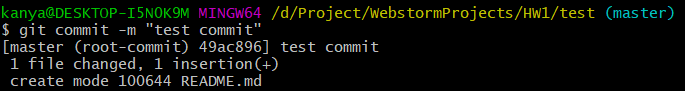 kanya@DESKTOP-I5NOK9M MINGW64 /d/Project/WebstormProjects/HW1/test (master)
$ git commit -m "test commit"
[master (root-commit) 49ac896] test commit
 1 file changed, 1 insertion(+)
 create mode 100644 README.md